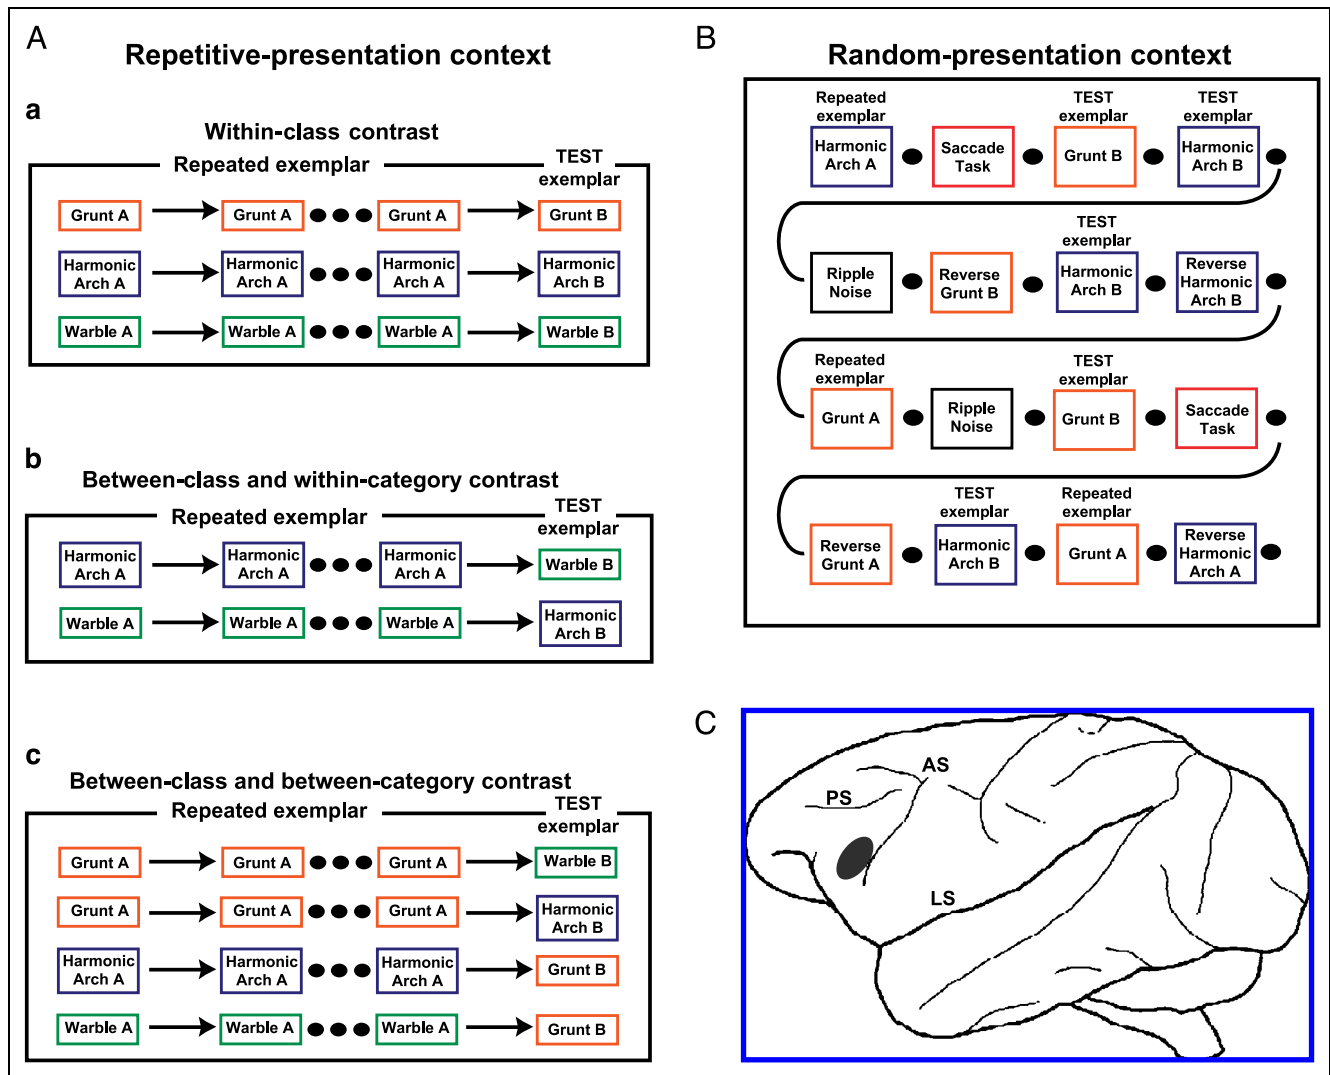 A
Repetitive-presentation context
a
Within-class contrast
Repeated exemplar
TEST
exemplar
Grunt A
Grunt A
Grunt A
Grunt B
Harmonic
Arch A
Harmonic
Arch A
Harmonic
Arch A
Harmonic
Arch B
Warble A
Warble A
Warble A
Warble B
b
Between-class and within-category contrast
Repeated exemplar
TEST
exemplar
Harmonic
Arch A
Harmonic
Arch A
Harmonic
Arch A
Warble B
Warble A
Warble A
Warble A
Harmonic
Arch B
c
Between-class and between-category contrast
Repeated exemplar
TEST
exemplar
Grunt A
Grunt A
Grunt A
Warble B
Grunt A
Grunt A
Grunt A
Harmonic
Arch B
Harmonic
Arch A
Harmonic
Arch A
Harmonic
Arch A
Grunt B
Warble A
Warble A
Warble A
Grunt B
B
Random-presentation context
Repeated
exemplar
TEST
exemplar
TEST
exemplar
Harmonic
Arch A
Saccade
Task
Grunt B
Harmonic
Arch B
TEST
exemplar
Ripple
Noise
Reverse
Grunt B
Harmonic
Arch B
Reverse
Harmonic
Arch B
Repeated
exemplar
TEST
exemplar
Grunt A
Ripple
Noise
Grunt B
Saccade
Task
TEST
exemplar
Repeated
exemplar
Reverse
Grunt A
Harmonic
Arch B
Grunt A
Reverse
Harmonic
Arch A
C
AS
PS
LS